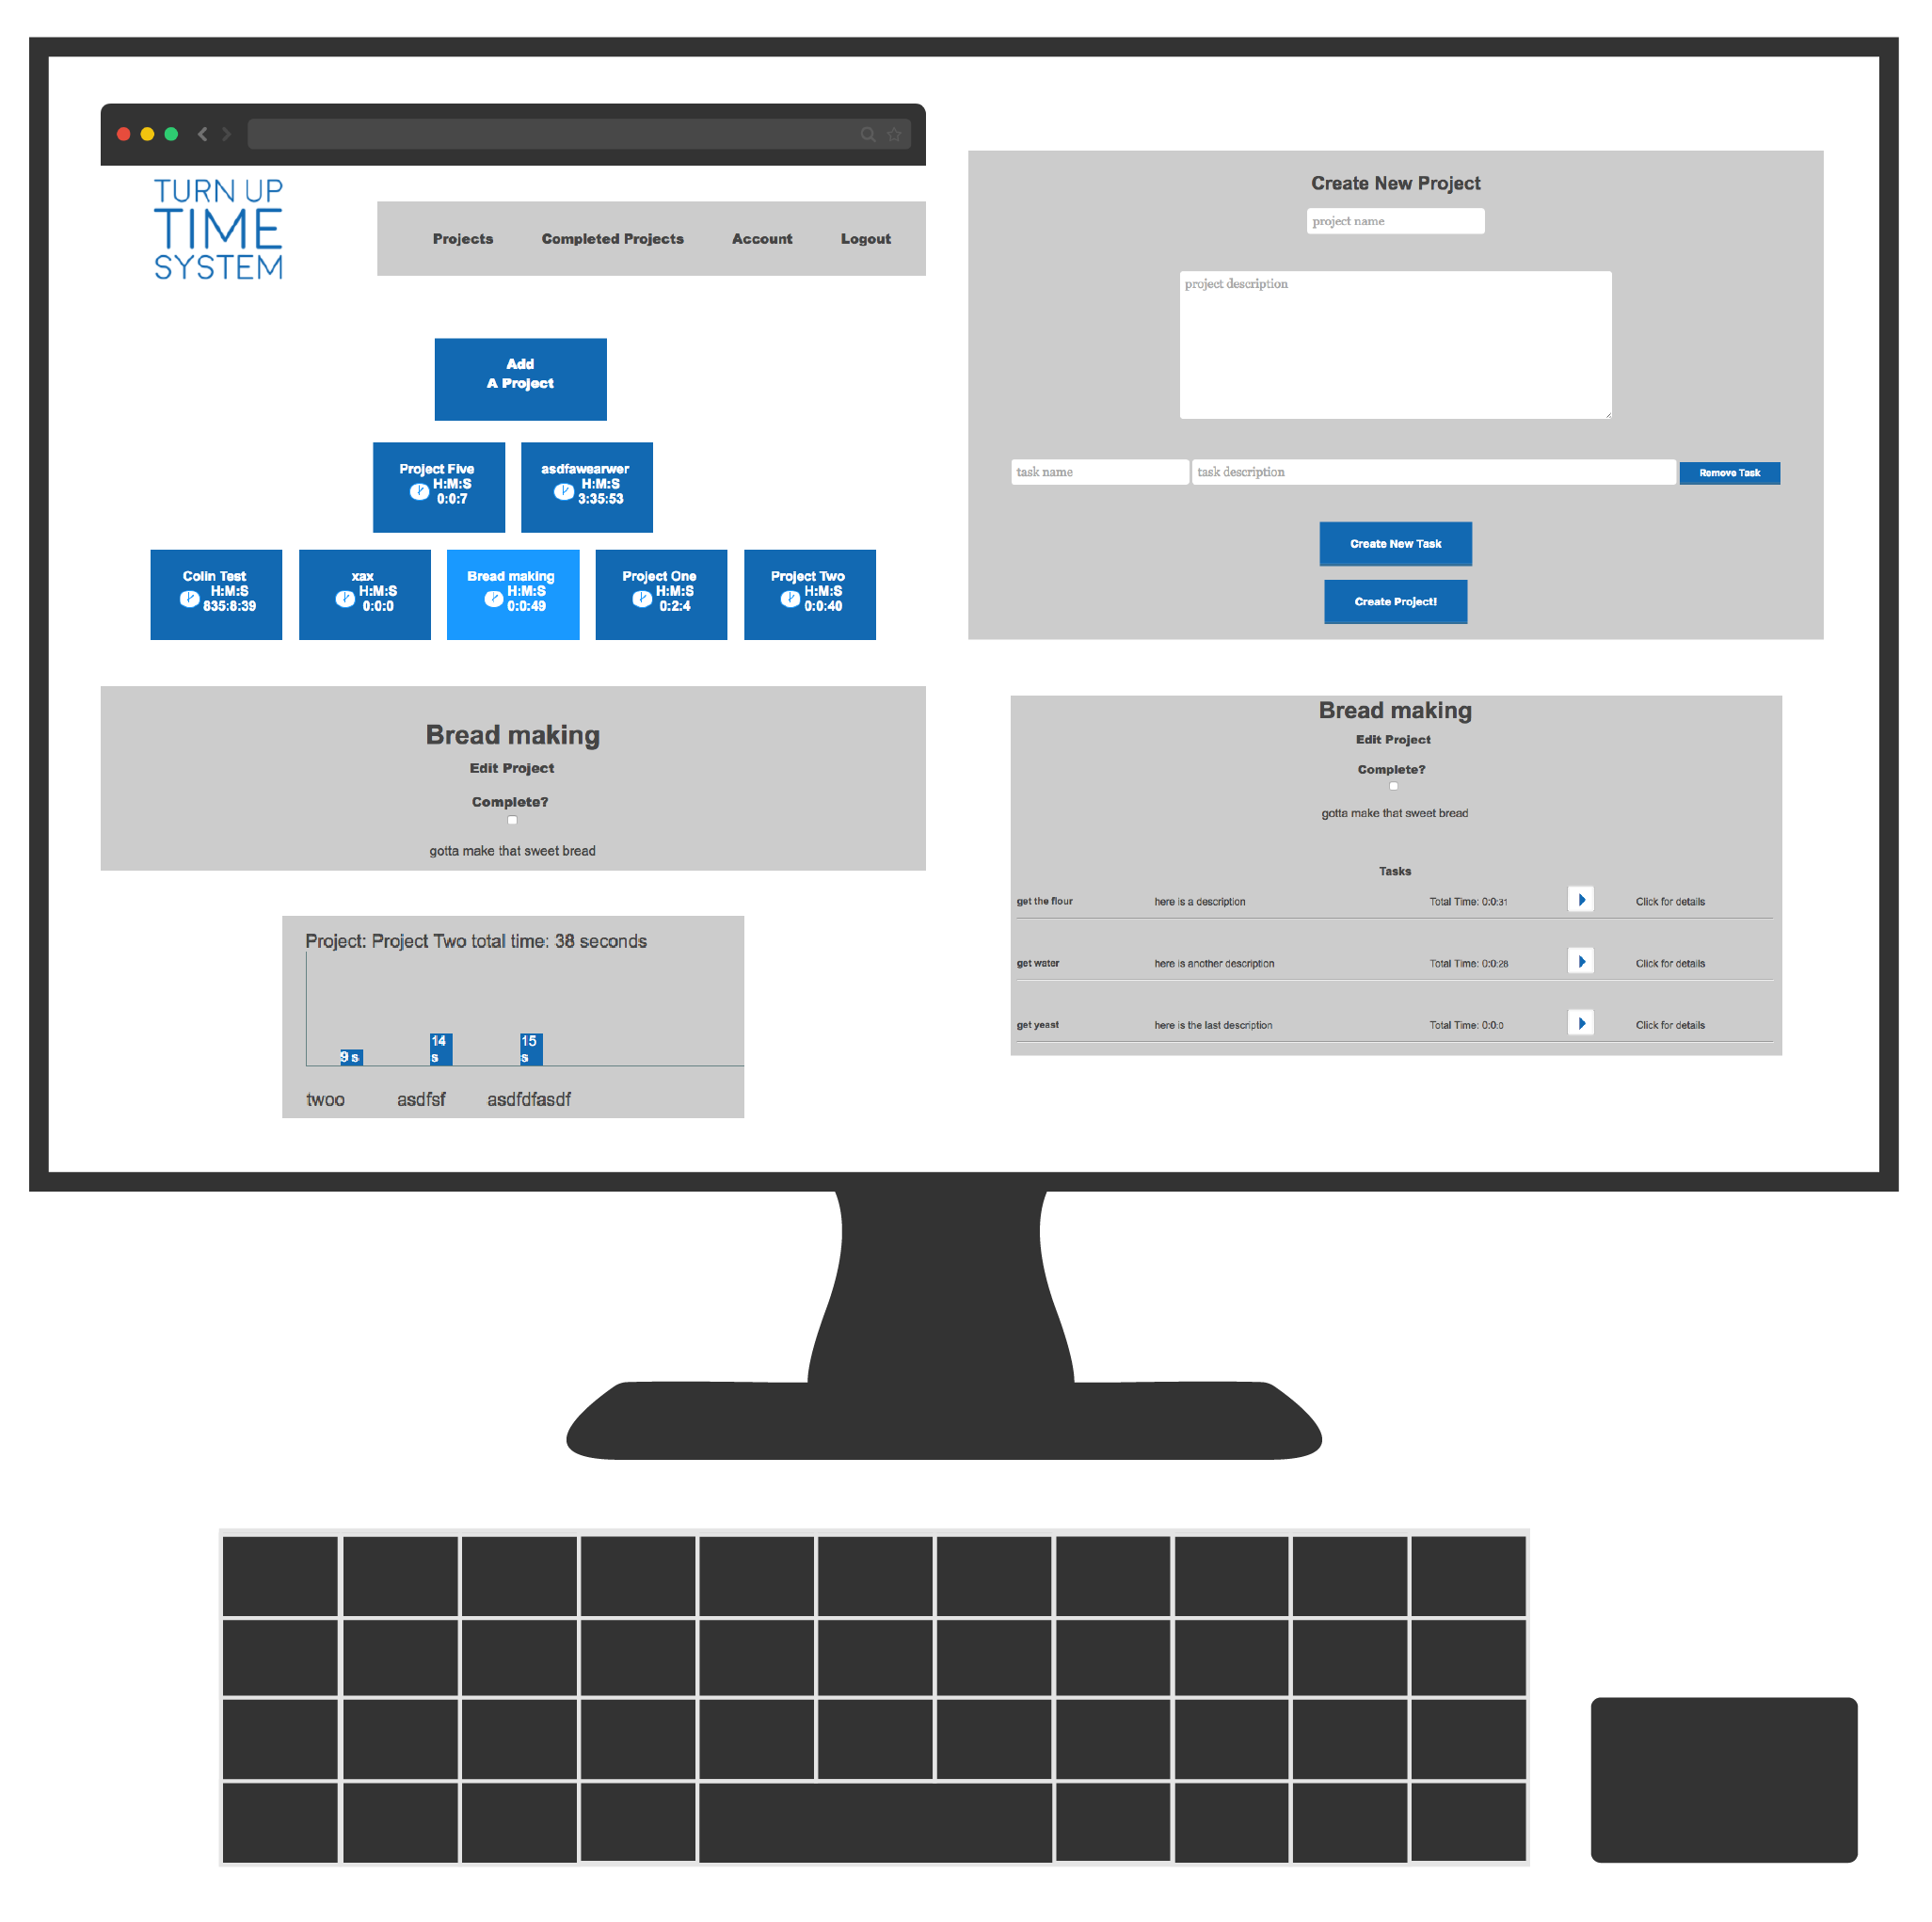 TURN UP
TIME
SYSTEM
Projects Completed Projects Account Logout
Add
A Project
Project Five
H:M:S
0:0:7
asdfawearwer
H:M:S
3:35:53
Colin Test
H:M:S
835:8:39
xax
H:M:S
0:0:0
Bread making
H:M:S
0:0:49
Project One
H:M:S
0:2:4
Project Two
H:M:S
0:0:40
Bread making
Edit Project
Complete?
gotta make that sweet bread
Project: Project Two total time: 38 seconds
9 s
14
s
15
s
twoo asdfsf asdfdfasdf
Create New Project
project name
project description
task name task description Remove Task
Create New Task
Create Project!
Bread making
Edit Project
Complete?
gotta make that sweet bread
Tasks
get the flour here is a description Total Time: 0:0:31 Click for details
get water here is another description Total Time: 0:0:28 Click for details
get yeast here is the last description Total Time: 0:0:0 Click for details